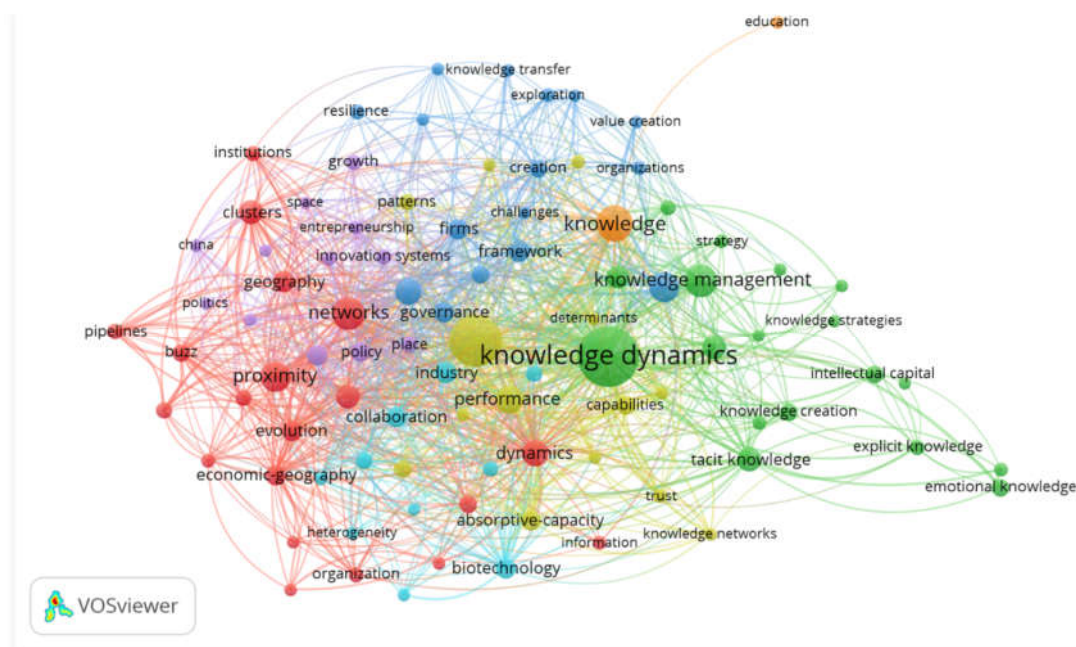 education
knowledge transfer
exploration
resilience
value creation
institutions
growth
creation
organizations
space
patterns
clusters
challenges
knowledge
entrepreneurship
firms
china
strategy
innovation systems
framework
geography
knowledge management
politics
networks
governance
determinants
knowledge strategies
pipelines
buzz
policy
place
knowledge dynamics
proximity
industry
intellectual capital
performance
capabilities
collaboration
knowledge creation
evolution
dynamics
tacit knowledge
explicit knowledge
economic-geography
emotional knowledge
trust
absorptive-capacity
heterogeneity
information
knowledge networks
organization
biotechnology
VOSviewer